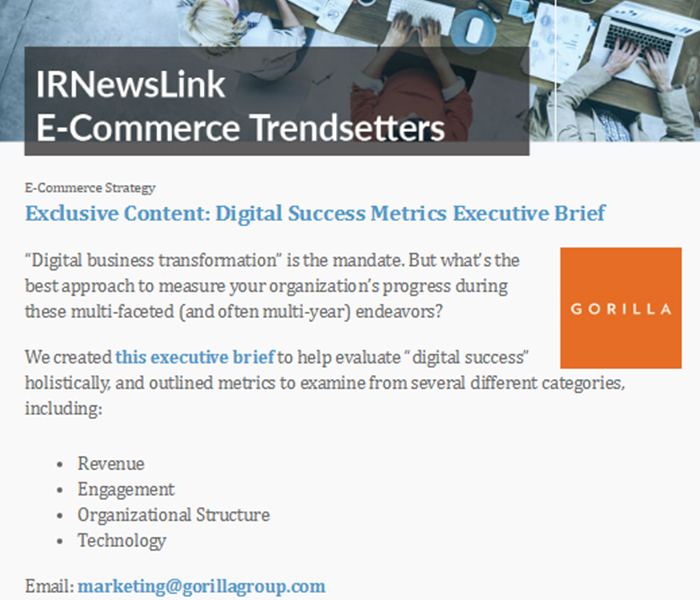 IRNewsLink
E-Commerce Trendsetters
E-Commerce Strategy
Exclusive Content: Digital Success Metrics Executive Brief
“Digital business transformation” is the mandate. But what’s the
best approach to measure your organization’s progress during
these multi-faceted (and often multi-year) endeavors?
GORILLA
We created this executive brief to help evaluate “digital success”
holistically, and outlined metrics to examine from several different categories,
including:
• Revenue
• Engagement
• Organizational Structure
• Technology
Email: marketing@gorillagroup.com